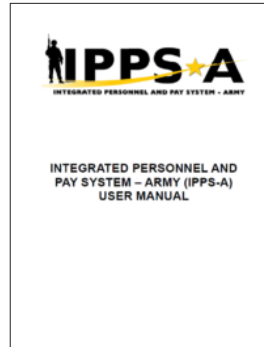 IPPS★A
INTEGRATED PERSONNEL AND PAY SYSTEM - ARMY
INTEGRATED PERSONNEL AND
PAY SYSTEM – ARMY (IPPS-A)
USER MANUAL